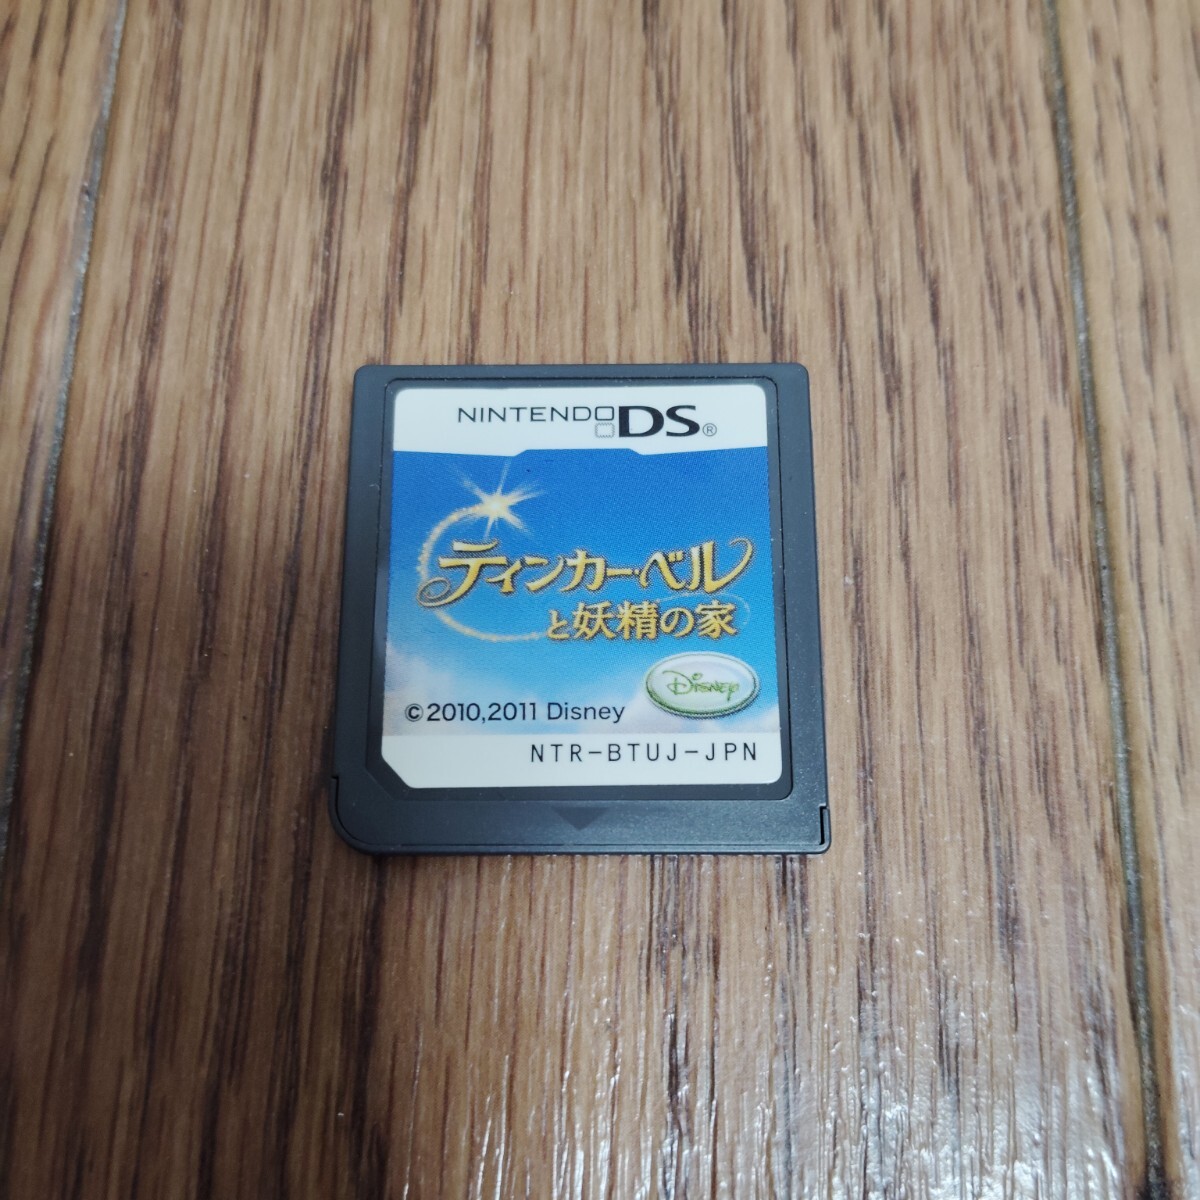 NINTENDO DS®
ティンカー・ベル
と妖精の家
Disney
©2010,2011 Disney
NTR-BTUJ-JPN